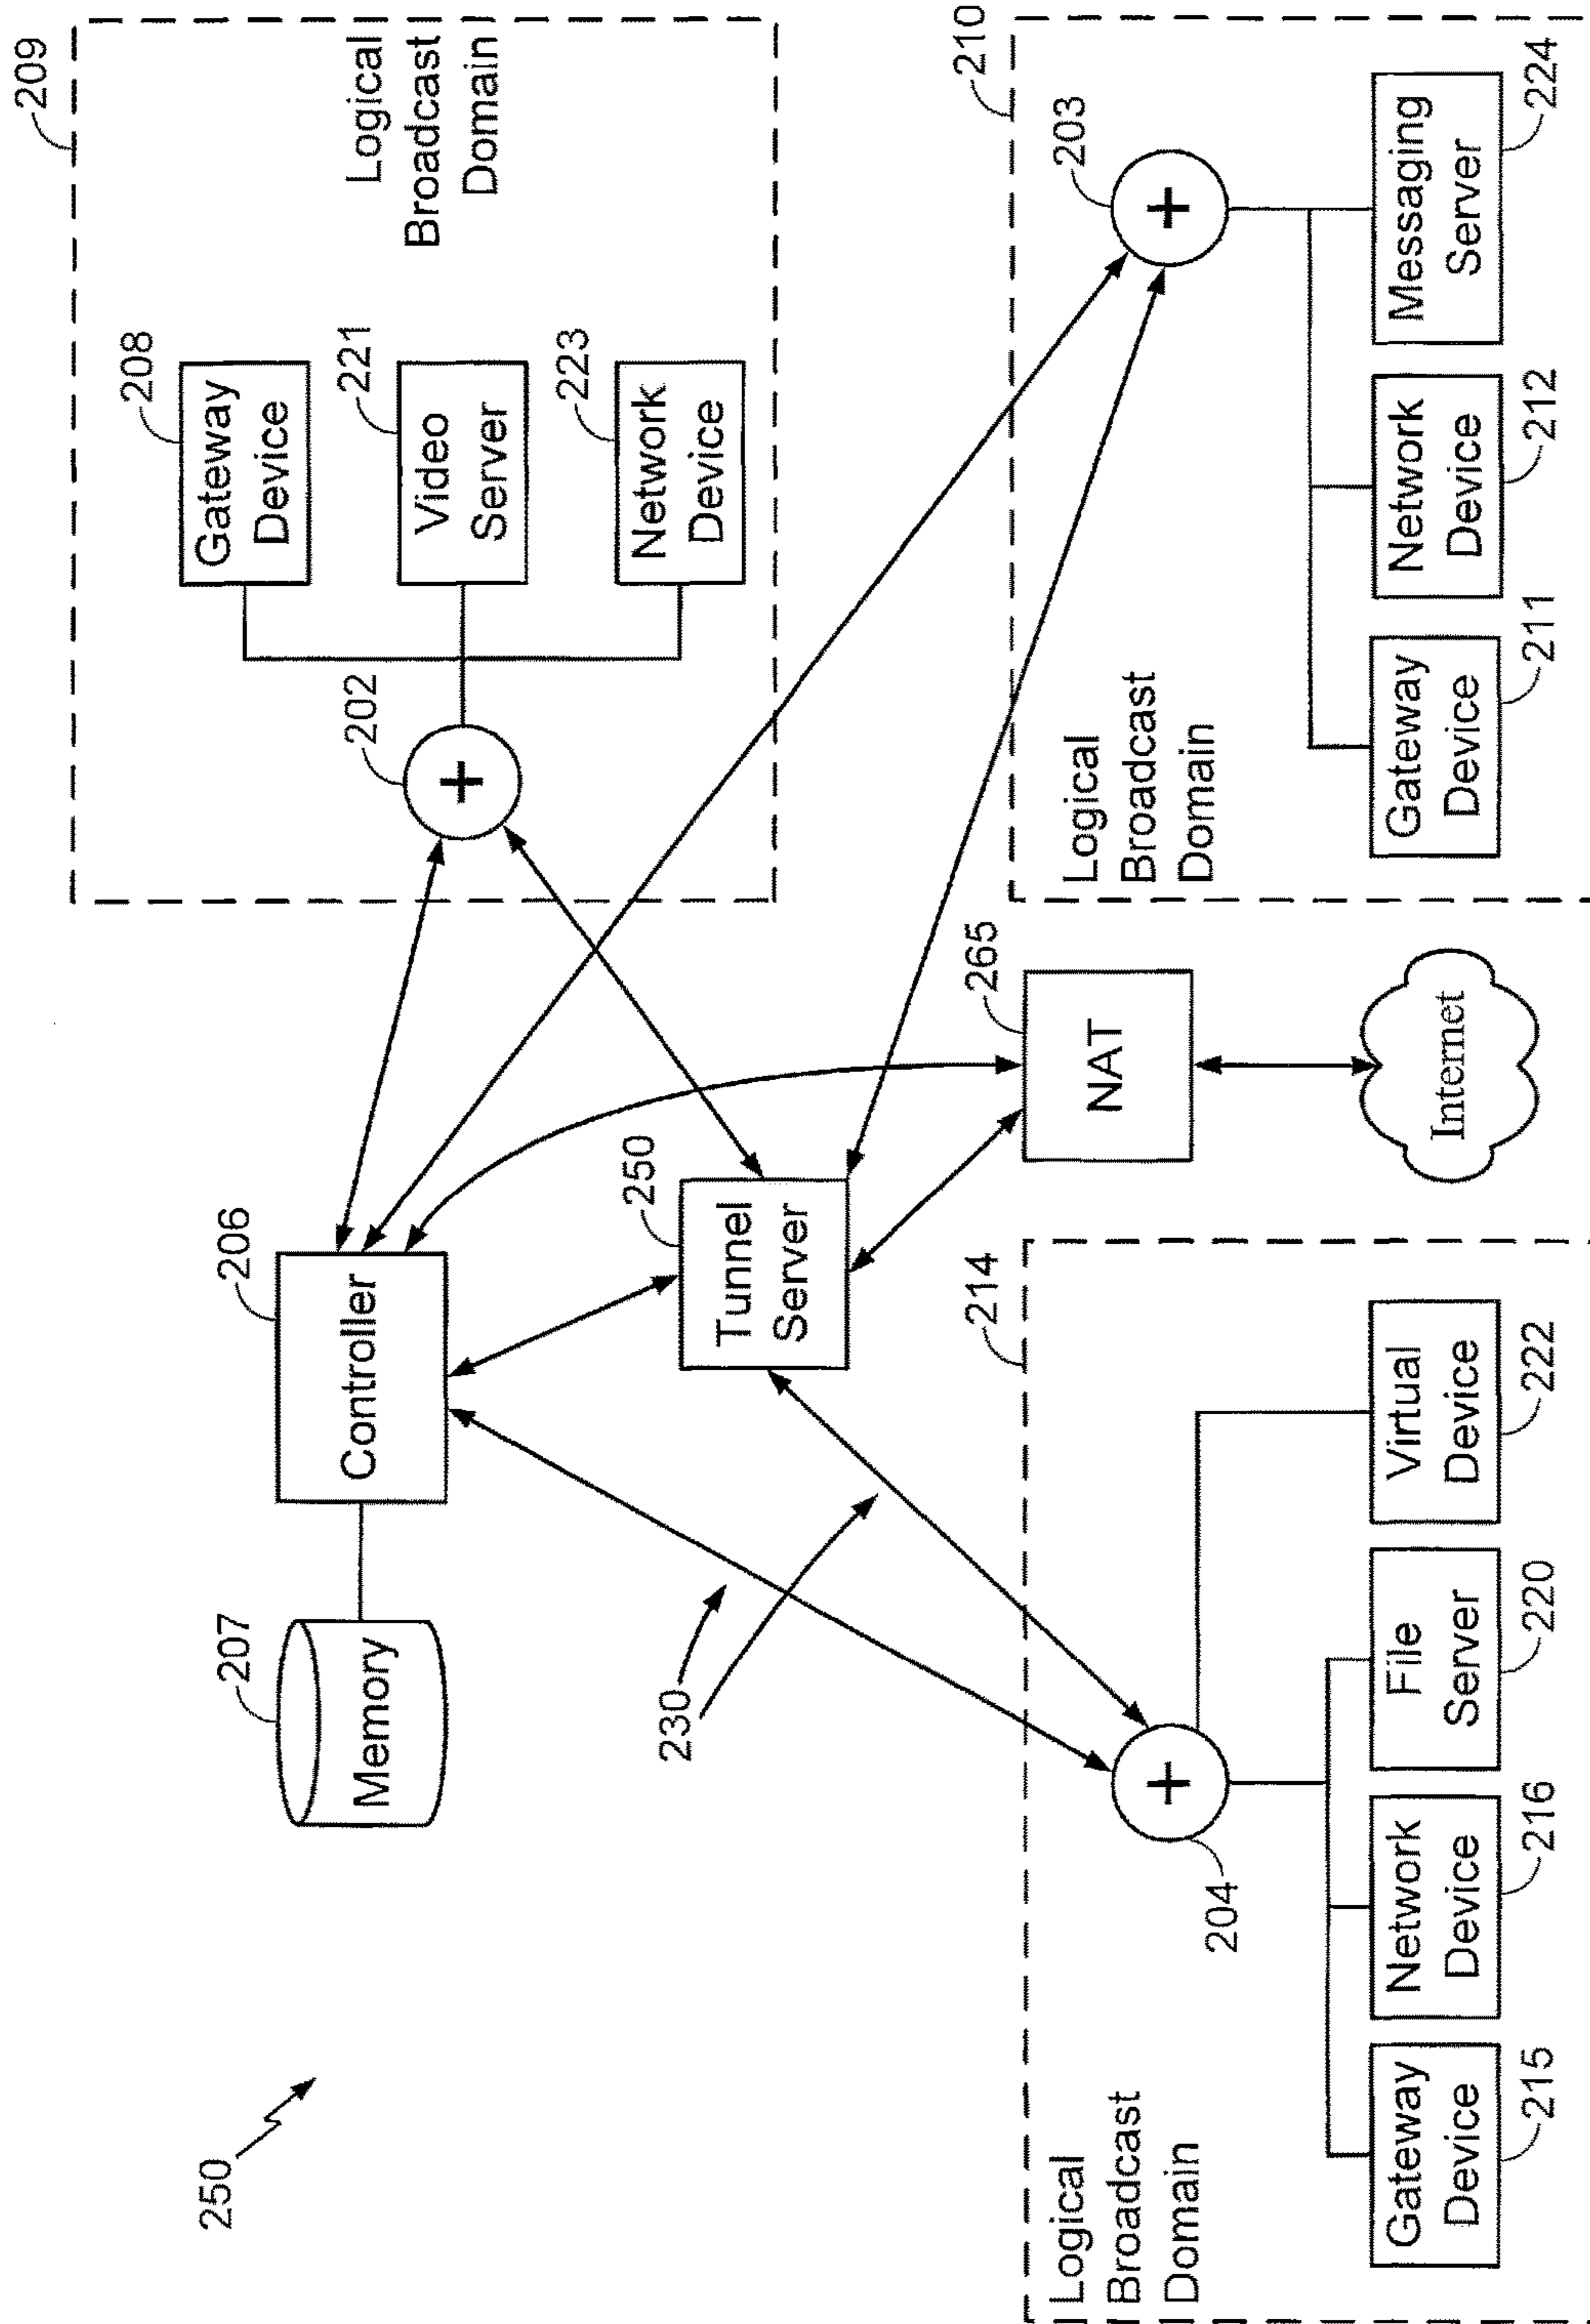 250
207
Memory
206
Controller
209
208
Gateway
Device
221
Video
Server
223
Network
Device
Logical
Broadcast
Domain
202
230
250
Tunnel
Server
265
NAT
Internet
214
Logical
Broadcast
Domain
204
Gateway
Device
215
Network
Device
216
File
Server
220
Virtual
Device
222
210
Logical
Broadcast
Domain
203
Gateway
Device
211
Network
Device
212
Messaging
Server
224